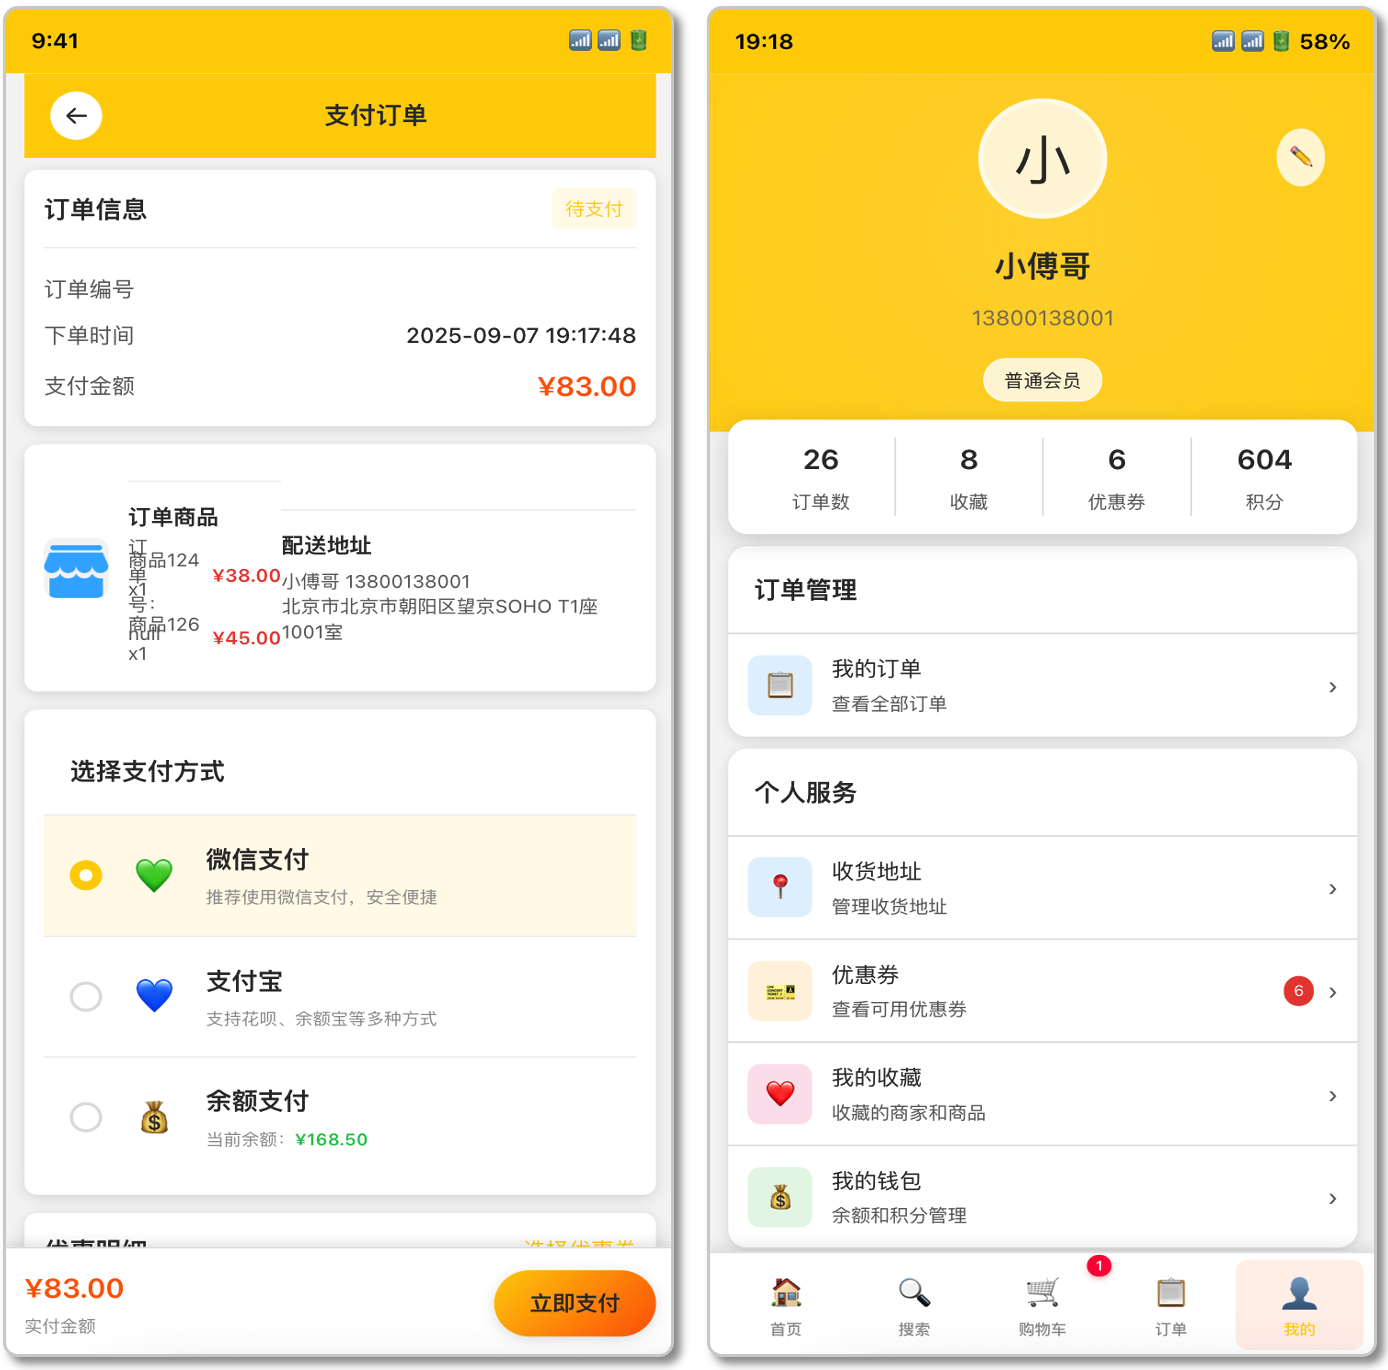 9:41
支付订单
订单信息
待支付
订单编号
下单时间
2025-09-07 19:17:48
支付金额
¥83.00
订单商品
订单号：null
商品124 x1
¥38.00
商品126 x1
¥45.00
配送地址
小傅哥 13800138001
北京市北京市朝阳区望京SOHO T1座
1001室
选择支付方式
微信支付
推荐使用微信支付，安全便捷
支付宝
支持花呗、余额宝等多种方式
余额支付
当前余额：¥168.50
优惠明细
选择优惠券
¥83.00
实付金额
立即支付
19:18
58%
小
小傅哥
13800138001
普通会员
26
订单数
8
收藏
6
优惠券
604
积分
订单管理
我的订单
查看全部订单
个人服务
收货地址
管理收货地址
优惠券
查看可用优惠券
6
我的收藏
收藏的商家和商品
我的钱包
余额和积分管理
首页
搜索
1
购物车
订单
我的